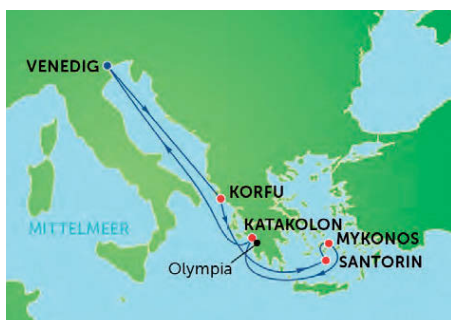 VENEDIG
KORFU
KATAKOLON
MYKONOS
MITTELMEER
Olympia
SANTORIN